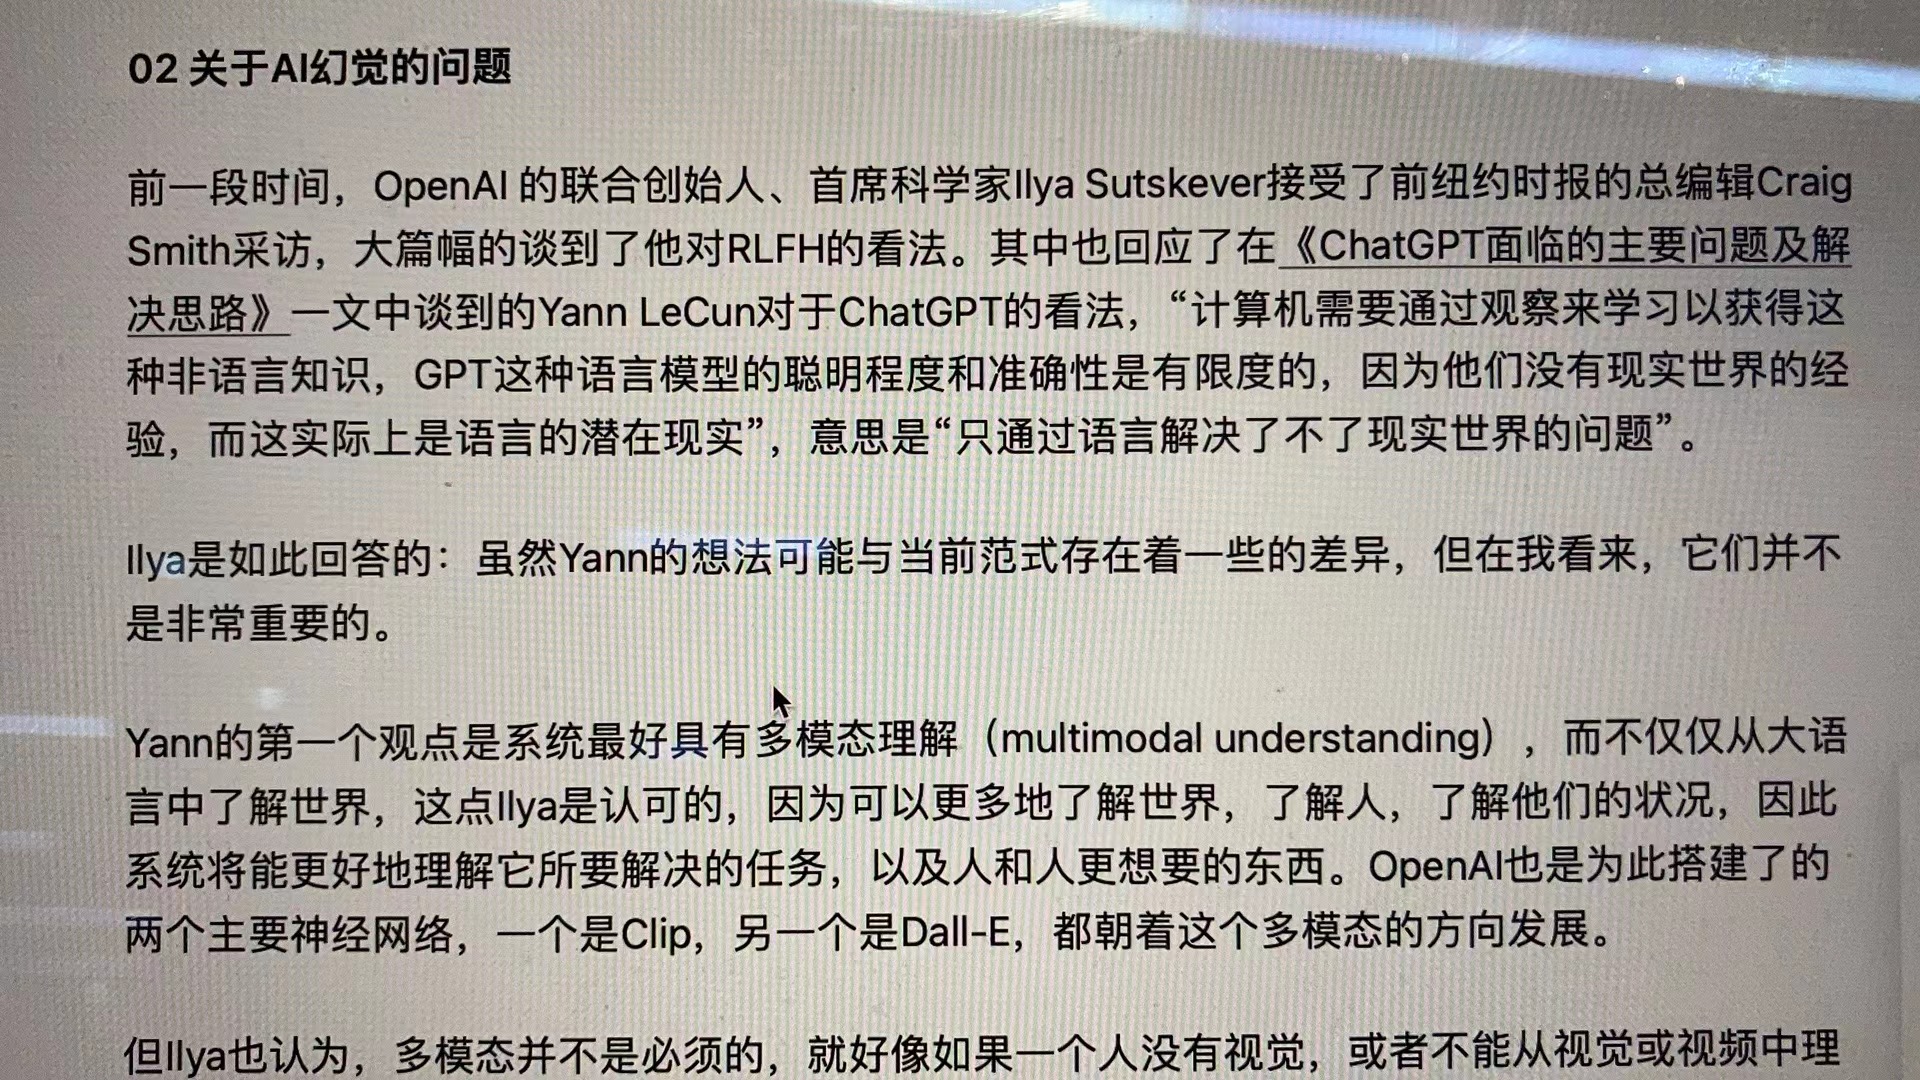 02 关于AI幻觉的问题
前一段时间，OpenAI 的联合创始人、首席科学家Ilya Sutskever接受了前纽约时报的总编辑Craig
Smith采访，大篇幅的谈到了他对RLFH的看法。其中也回应了在《ChatGPT面临的主要问题及解
决思路》一文中谈到的Yann LeCun对于ChatGPT的看法，“计算机需要通过观察来学习以获得这
种非语言知识，GPT这种语言模型的聪明程度和准确性是有限度的，因为他们没有现实世界的经
验，而这实际上是语言的潜在现实”，意思是“只通过语言解决了不了现实世界的问题”。
Ilya是如此回答的：虽然Yann的想法可能与当前范式存在着一些的差异，但在我看来，它们并不
是非常重要的。
Yann的第一个观点是系统最好具有多模态理解（multimodal understanding），而不仅仅从大语
言中了解世界，这点Ilya是认可的，因为可以更多地了解世界，了解人，了解他们的状况，因此
系统将能更好地理解它所要解决的任务，以及人和人更想要的东西。OpenAI也是为此搭建了的
两个主要神经网络，一个是Clip，另一个是Dall-E，都朝着这个多模态的方向发展。
但Ilya也认为，多模态并不是必须的，就好像如果一个人没有视觉，或者不能从视觉或视频中理